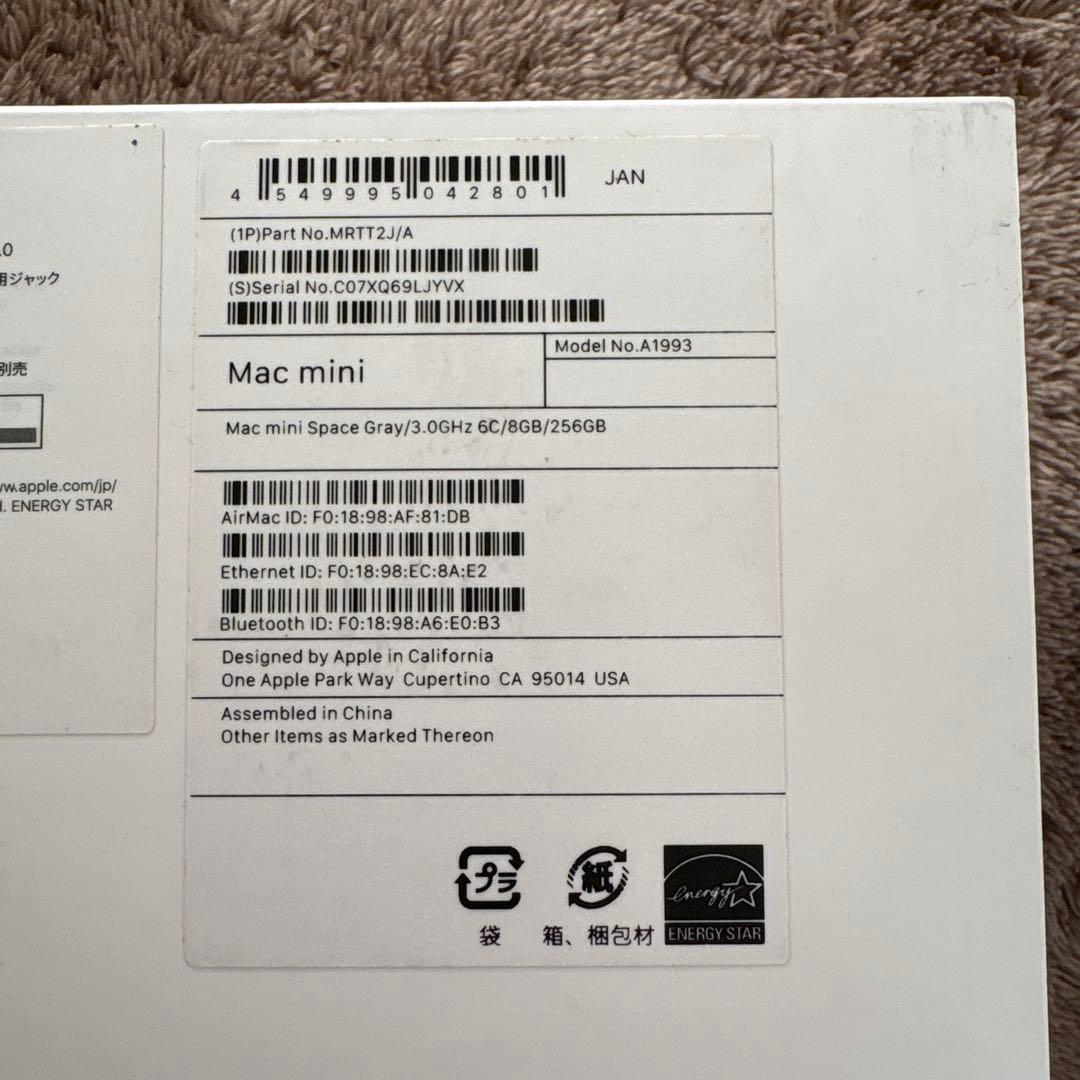 .0
用ジャック
別売
ww.apple.com/jp/
. ENERGY STAR
4 549995 042801
JAN
(1P)Part No.MRTT2J/A
(S)Serial No.C07XQ69LJYVX
Mac mini
Model No.A1993
Mac mini Space Gray/3.0GHz 6C/8GB/256GB
AirMac ID: F0:18:98:AF:81:DB
Ethernet ID: F0:18:98:EC:8A:E2
Bluetooth ID: F0:18:98:A6:E0:B3
Designed by Apple in California
One Apple Park Way Cupertino CA 95014 USA
Assembled in China
Other Items as Marked Thereon
プラ
紙
energy
袋
箱、梱包材
ENERGY STAR